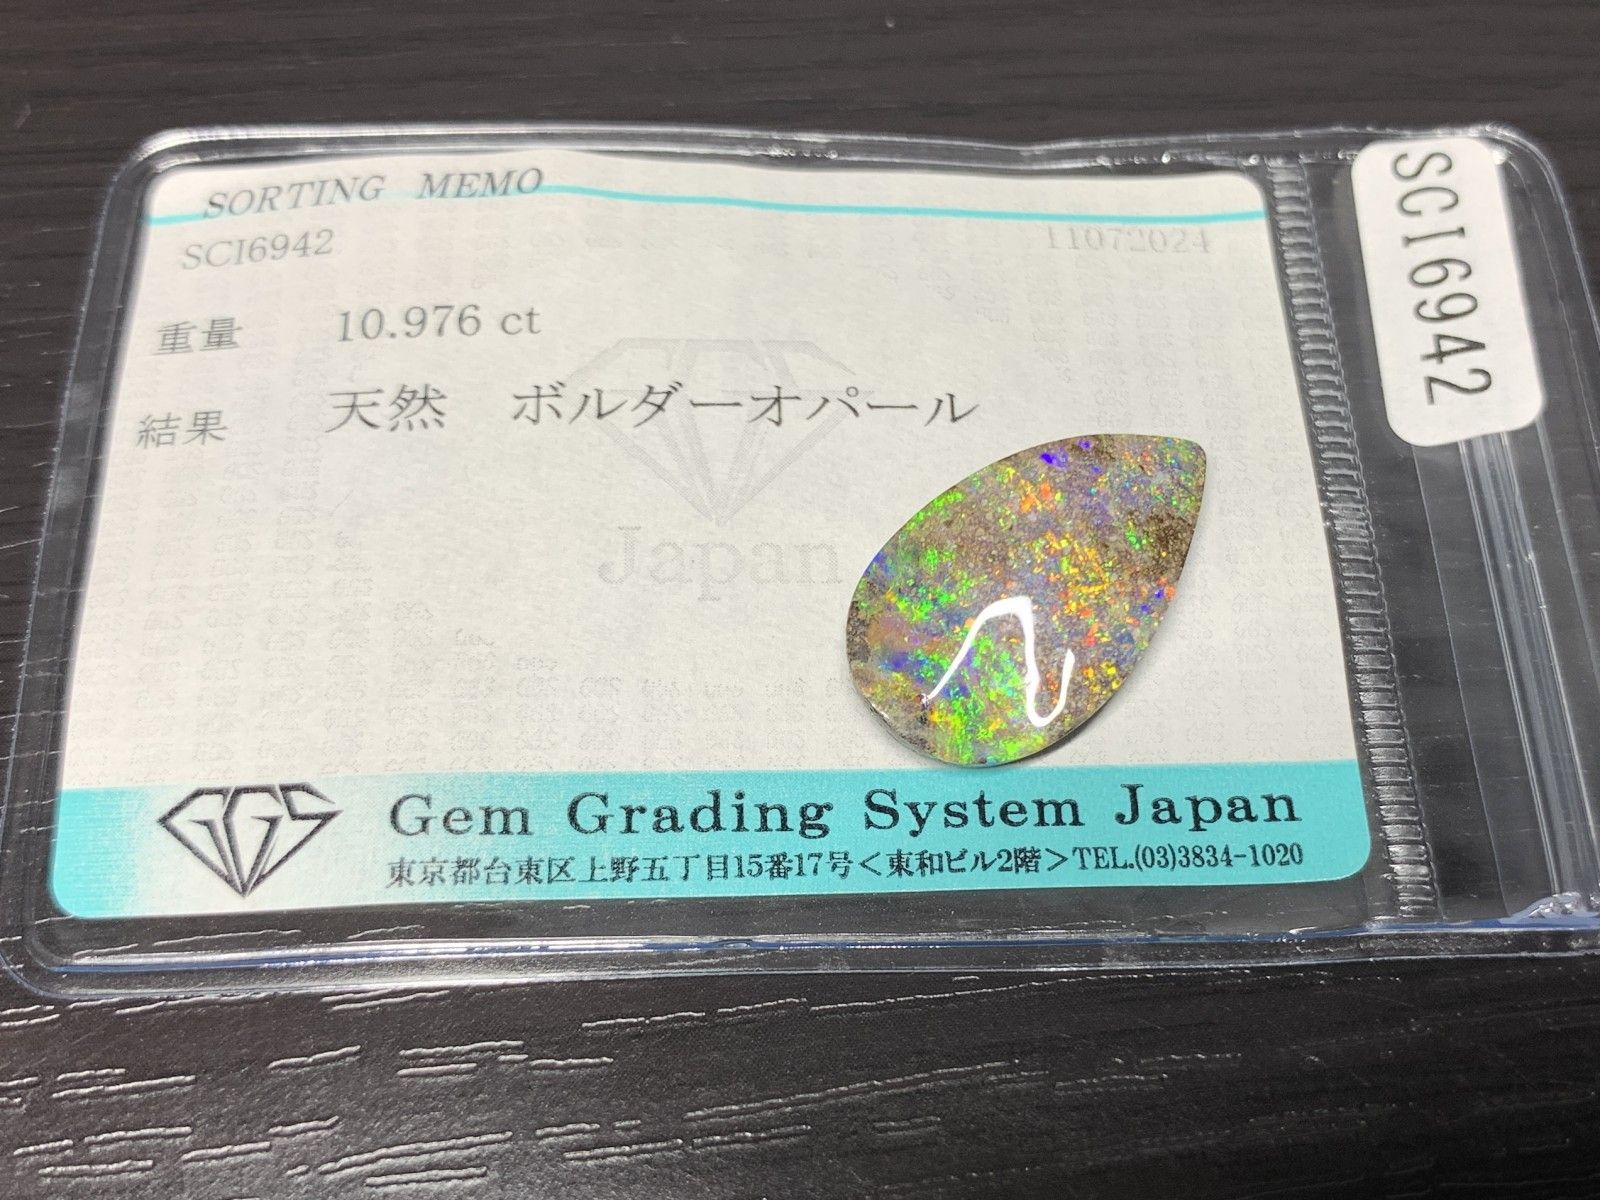 SORTING MEMO
SCI6942 11072024
重量 10.976 ct
結果 天然 ボルダーオパール
Japan
GGS Gem Grading System Japan
東京都台東区上野五丁目15番17号＜東和ビル2階＞TEL.(03)3834-1020
SCI6942